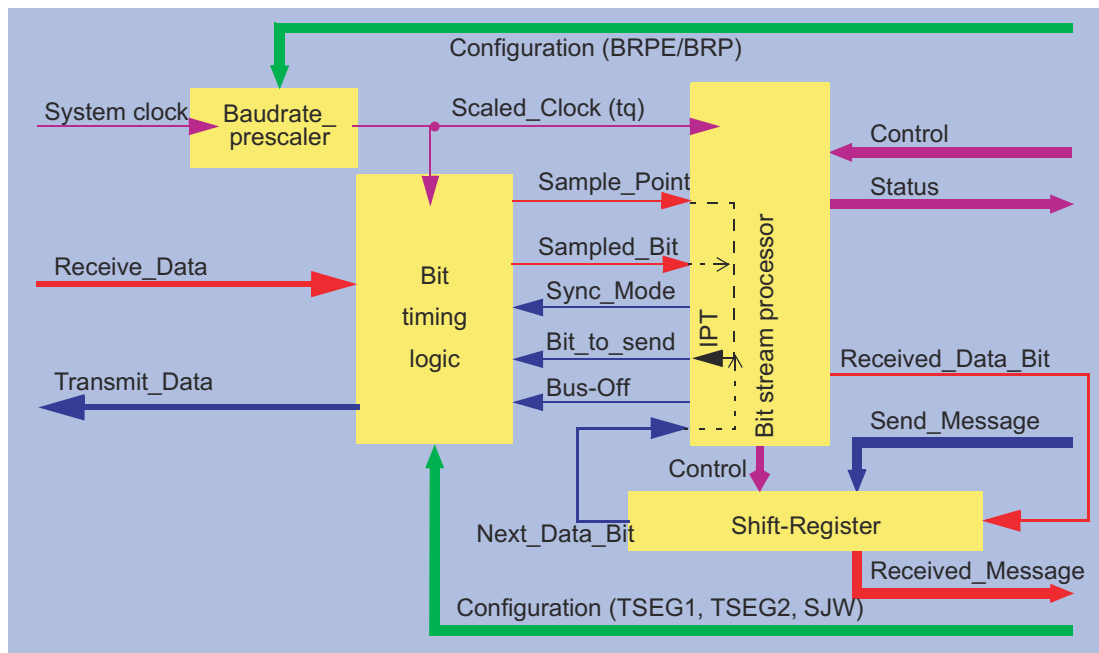 Configuration (BRPE/BRP)
System clock
Baudrate_
prescaler
Scaled_Clock (tq)
Control
Status
Sample_Point
Sampled_Bit
Receive_Data
Bit
timing
logic
Sync_Mode
Bit_to_send
Bus-Off
IPT
Bit stream processor
Transmit_Data
Received_Data_Bit
Send_Message
Control
Next_Data_Bit
Shift-Register
Received_Message
Configuration (TSEG1, TSEG2, SJW)